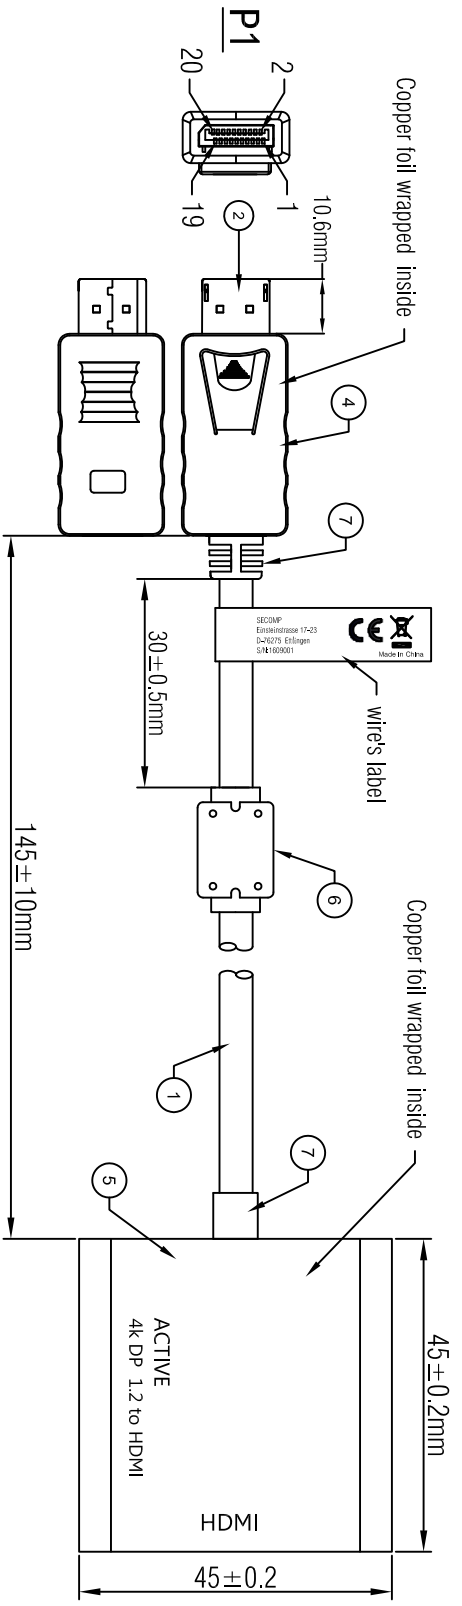 P1
2
20
1
19
Copper foil wrapped inside
10.6mm
2
4
7
SECOMP
Einsteinstrasse 17-23
D-76275 Ettlingen
S/N:1609001
CE
Made In China
wire's label
30±0.5mm
6
145±10mm
1
Copper foil wrapped inside
7
5
45±0.2mm
ACTIVE
4k DP 1.2 to HDMI
HDMI
45±0.2